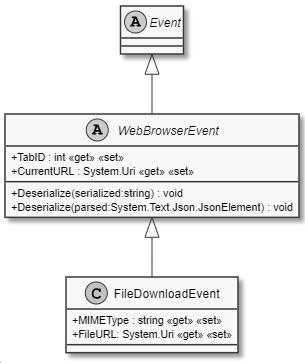 A Event
A WebBrowserEvent
+TabID : int «get» «set»
+CurrentURL : System.Uri «get» «set»
+Deserialize(serialized:string) : void
+Deserialize(parsed:System.Text.Json.JsonElement) : void
C FileDownloadEvent
+MIMEType : string «get» «set»
+FileURL: System.Uri «get» «set»